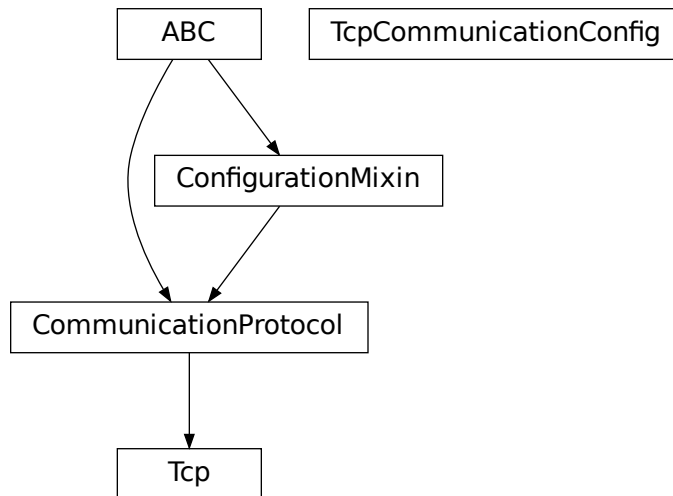 ABC
TcpCommunicationConfig
ConfigurationMixin
CommunicationProtocol
Tcp